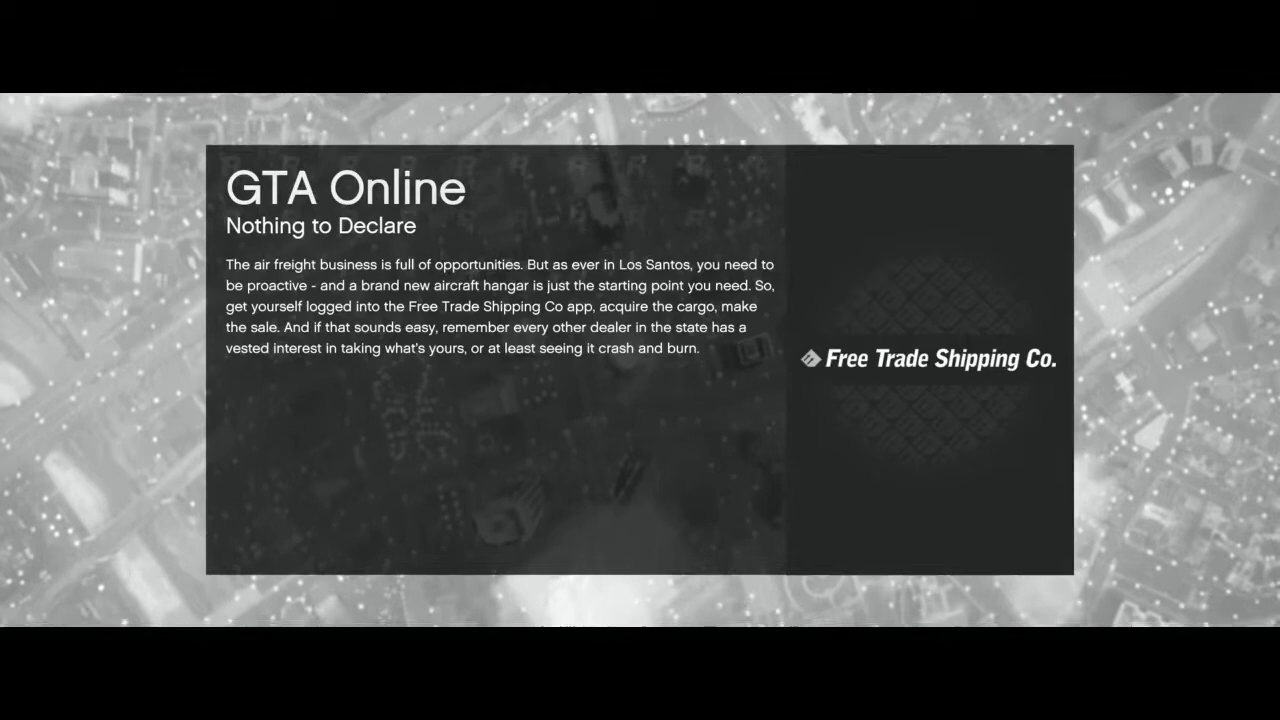 GTA Online
Nothing to Declare
The air freight business is full of opportunities. But as ever in Los Santos, you need to
be proactive - and a brand new aircraft hangar is just the starting point you need. So,
get yourself logged into the Free Trade Shipping Co app, acquire the cargo, make
the sale. And if that sounds easy, remember every other dealer in the state has a
vested interest in taking what's yours, or at least seeing it crash and burn.
Free Trade Shipping Co.